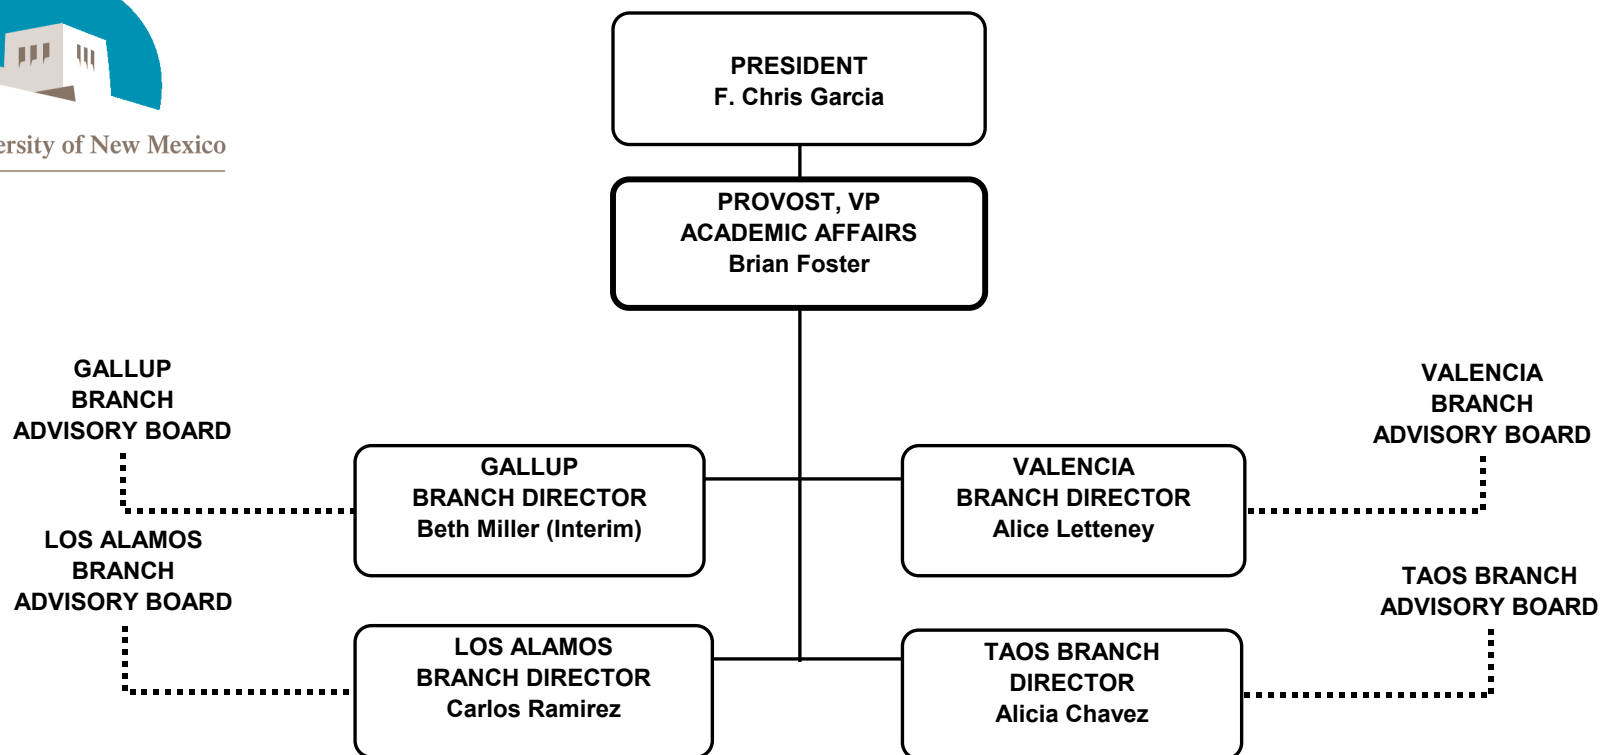 ersity of New Mexico
PRESIDENT
F. Chris Garcia
PROVOST, VP
ACADEMIC AFFAIRS
Brian Foster
GALLUP
BRANCH
ADVISORY BOARD
VALENCIA
BRANCH
ADVISORY BOARD
GALLUP
BRANCH DIRECTOR
Beth Miller (Interim)
VALENCIA
BRANCH DIRECTOR
Alice Letteney
LOS ALAMOS
BRANCH
ADVISORY BOARD
TAOS BRANCH
ADVISORY BOARD
LOS ALAMOS
BRANCH DIRECTOR
Carlos Ramirez
TAOS BRANCH
DIRECTOR
Alicia Chavez